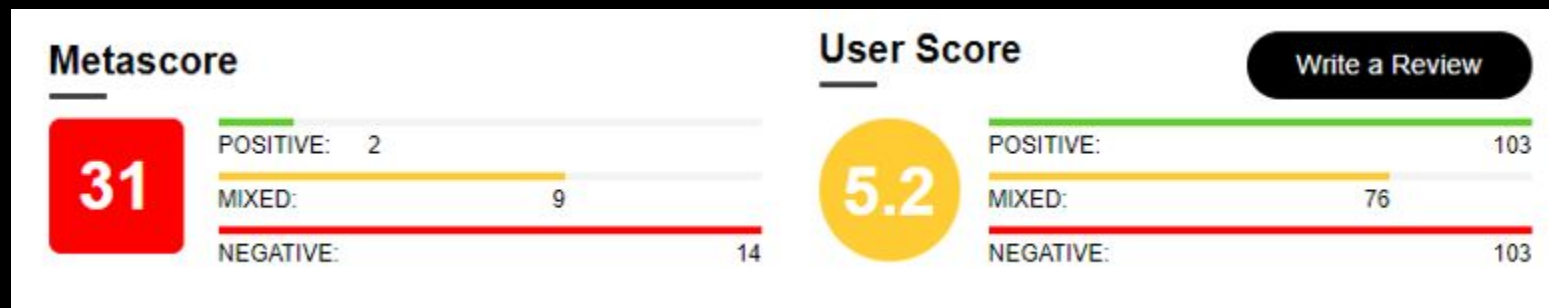 Metascore
31
POSITIVE: 2
MIXED: 9
NEGATIVE: 14
User Score
Write a Review
5.2
POSITIVE: 103
MIXED: 76
NEGATIVE: 103